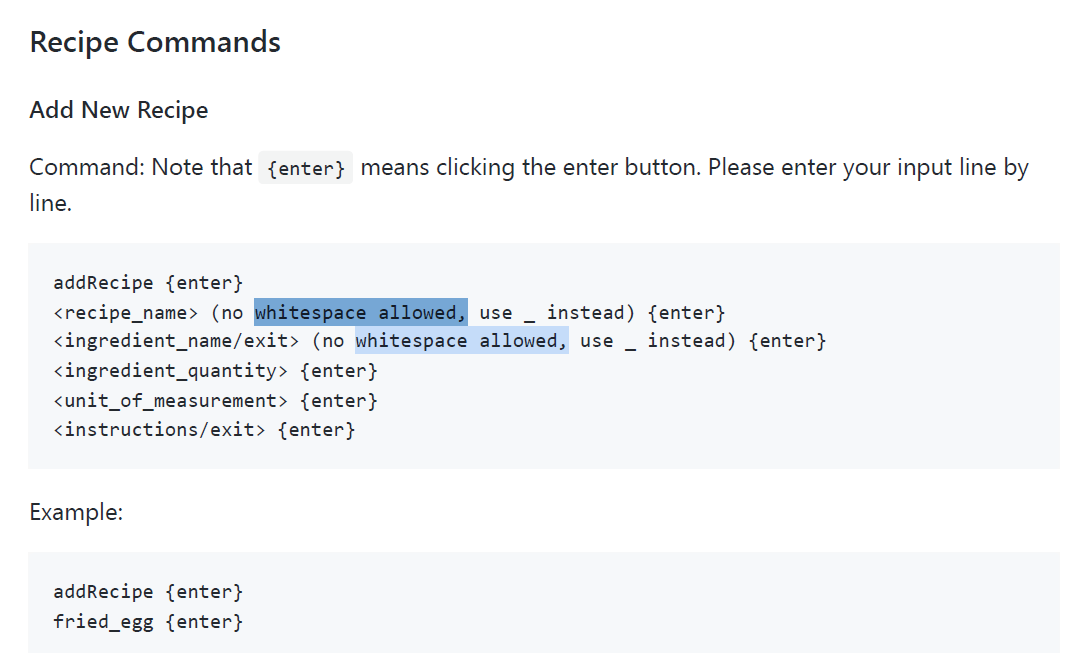 Recipe Commands
Add New Recipe
Command: Note that {enter} means clicking the enter button. Please enter your input line by
line.
addRecipe {enter}
<recipe_name> (no whitespace allowed, use _ instead) {enter}
<ingredient_name/exit> (no whitespace allowed, use _ instead) {enter}
<ingredient_quantity> {enter}
<unit_of_measurement> {enter}
<instructions/exit> {enter}
Example:
addRecipe {enter}
fried_egg {enter}